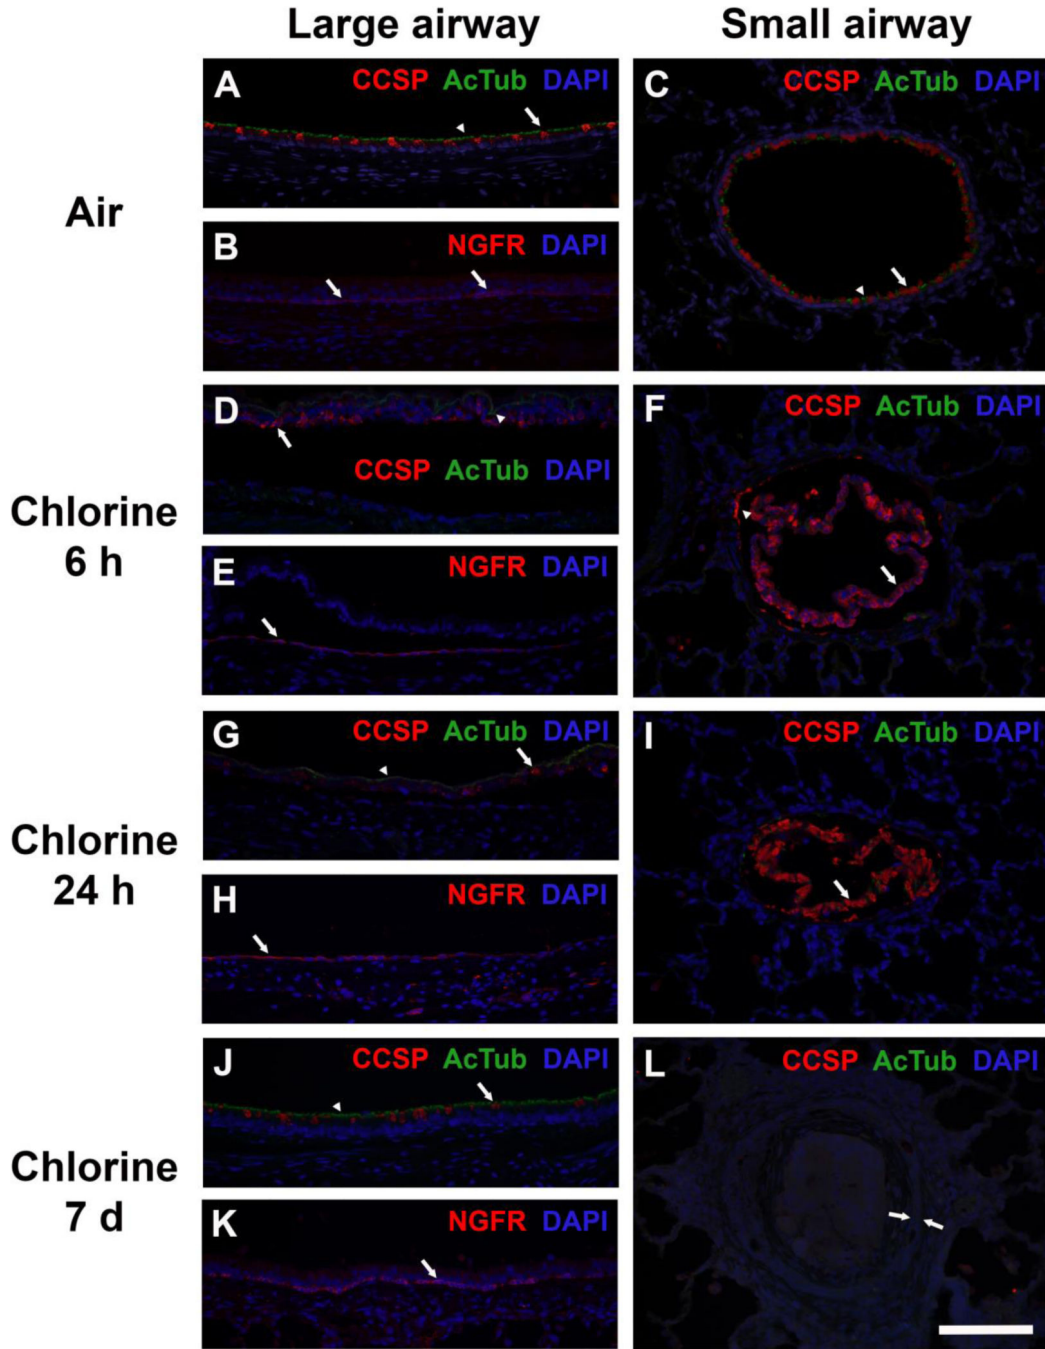 Large airway
Small airway
Air
A CCSP AcTub DAPI
B NGFR DAPI
C CCSP AcTub DAPI
Chlorine
6 h
D
CCSP AcTub DAPI
E NGFR DAPI
F CCSP AcTub DAPI
Chlorine
24 h
G CCSP AcTub DAPI
H NGFR DAPI
I CCSP AcTub DAPI
Chlorine
7 d
J CCSP AcTub DAPI
K NGFR DAPI
L CCSP AcTub DAPI